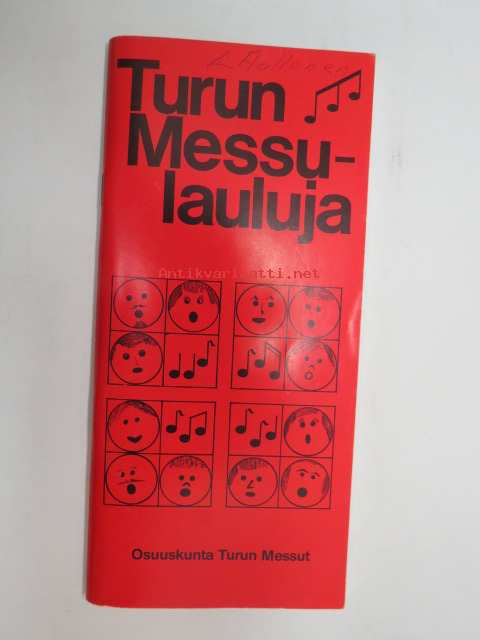 Turun
Messu-
lauluja
Antikvariaatti.net
Osuuskunta Turun Messut